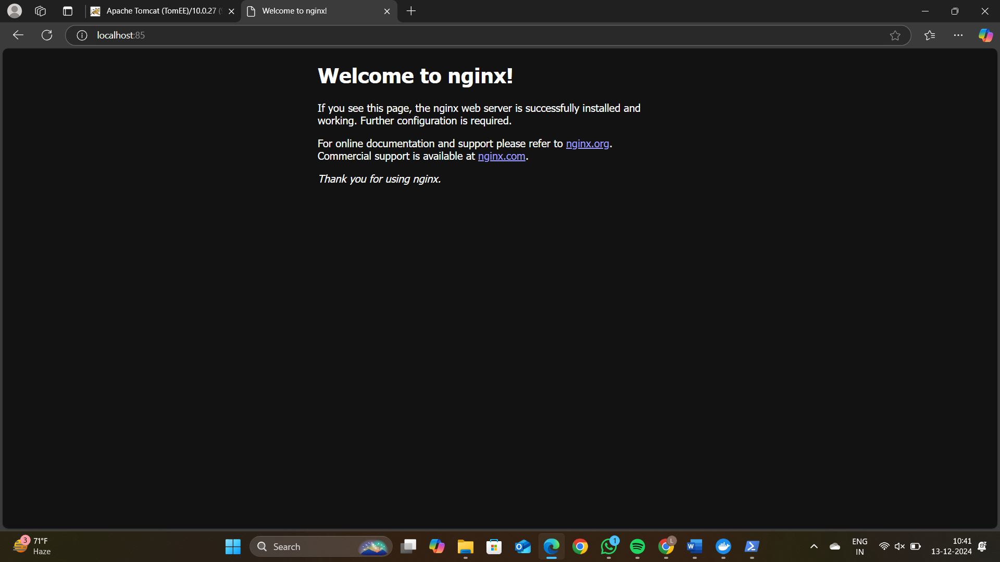 Apache Tomcat (TomEE)/10.0.27 (
Welcome to nginx!
localhost:85
Welcome to nginx!
If you see this page, the nginx web server is successfully installed and
working. Further configuration is required.
For online documentation and support please refer to nginx.org.
Commercial support is available at nginx.com.
Thank you for using nginx.
3
71°F
Haze
Search
1
L
ENG
IN
10:41
13-12-2024